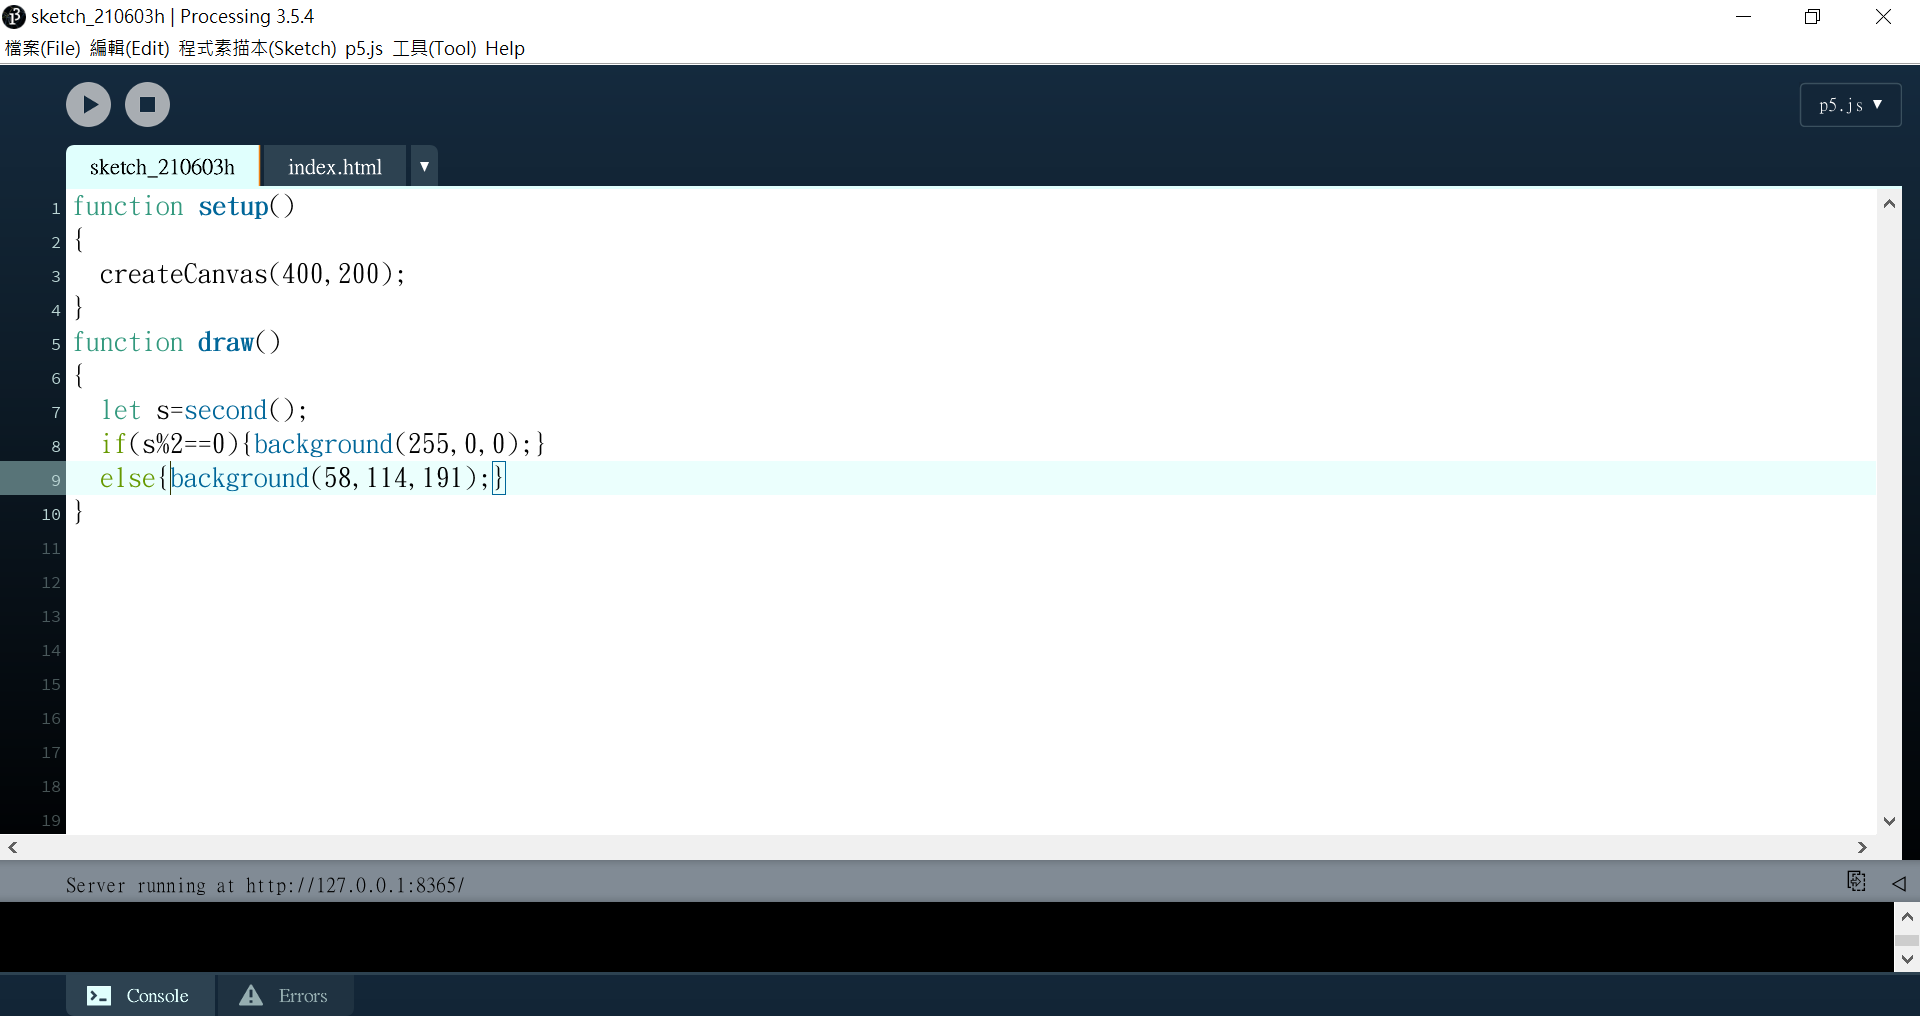 sketch_210603h | Processing 3.5.4
檔案(File) 編輯(Edit) 程式素描本(Sketch) p5.js 工具(Tool) Help
p5.js ▼
sketch_210603h index.html ▼
1 function setup()
2 {
3   createCanvas(400,200);
4 }
5 function draw()
6 {
7   let s=second();
8   if(s%2==0){background(255,0,0);}
9   else{background(58,114,191);}
10 }
11
12
13
14
15
16
17
18
19
Server running at http://127.0.0.1:8365/
Console Errors